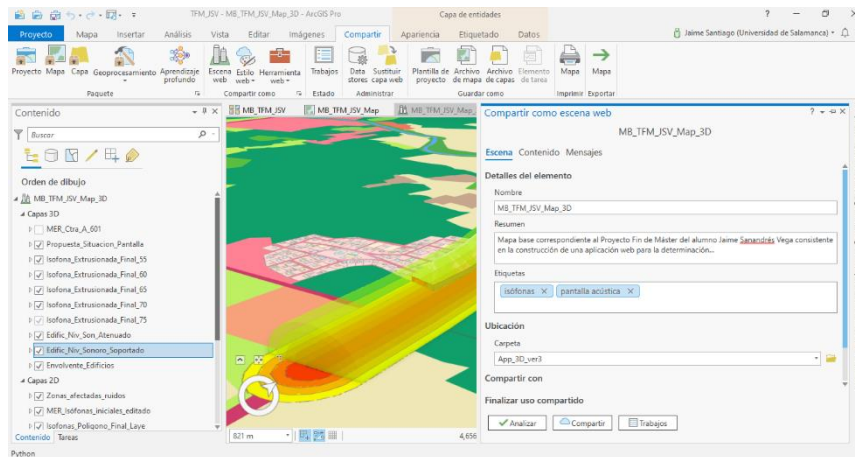 TFM_JSV - MB_TFM_JSV_Map_3D - ArcGIS Pro
Capa de entidades
?
Proyecto Mapa Insertar Análisis Vista Editar Imágenes Compartir Apariencia Etiquetado Datos
Jaime Santiago (Universidad de Salamanca)
Proyecto Mapa Capa Geoprocesamiento Aprendizaje profundo
Escena web Estilo web Herramienta web
Trabajos
Data stores Sustituir capa web
Plantilla de proyecto Archivo de mapa Archivo de capas Elemento de tarea
Mapa
Mapa
Paquete Compartir como Estado Administrar Guardar como Imprimir Exportar
Contenido
MB_TFM_JSV MB_TFM_JSV_Map MB_TFM_JSV_Map_
Buscar
Orden de dibujo
MB_TFM_JSV_Map_3D
Capas 3D
MER_Ctra_A_601
Propuesta_Situacion_Pantalla
Isofona_Extrusionada_Final_55
Isofona_Extrusionada_Final_60
Isofona_Extrusionada_Final_65
Isofona_Extrusionada_Final_70
Isofona_Extrusionada_Final_75
Edific_Niv_Son_Atenuado
Edific_Niv_Sonoro_Soportado
Envolvente_Edificios
Capas 2D
Zonas_afectadas_ruidos
MER_Isófonas_iniciales_editado
Isofonas_Poligono_Final_Laye
Contenido Tareas
Python
821 m
4,656
Compartir como escena web
?
MB_TFM_JSV_Map_3D
Escena Contenido Mensajes
Detalles del elemento
Nombre
MB_TFM_JSV_Map_3D
Resumen
Mapa base correspondiente al Proyecto Fin de Máster del alumno Jaime Sanandrés Vega consistente
en la construcción de una aplicación web para la determinación...
Etiquetas
isófonas pantalla acústica
Ubicación
Carpeta
App_3D_ver3
Compartir con
Finalizar uso compartido
Analizar Compartir Trabajos